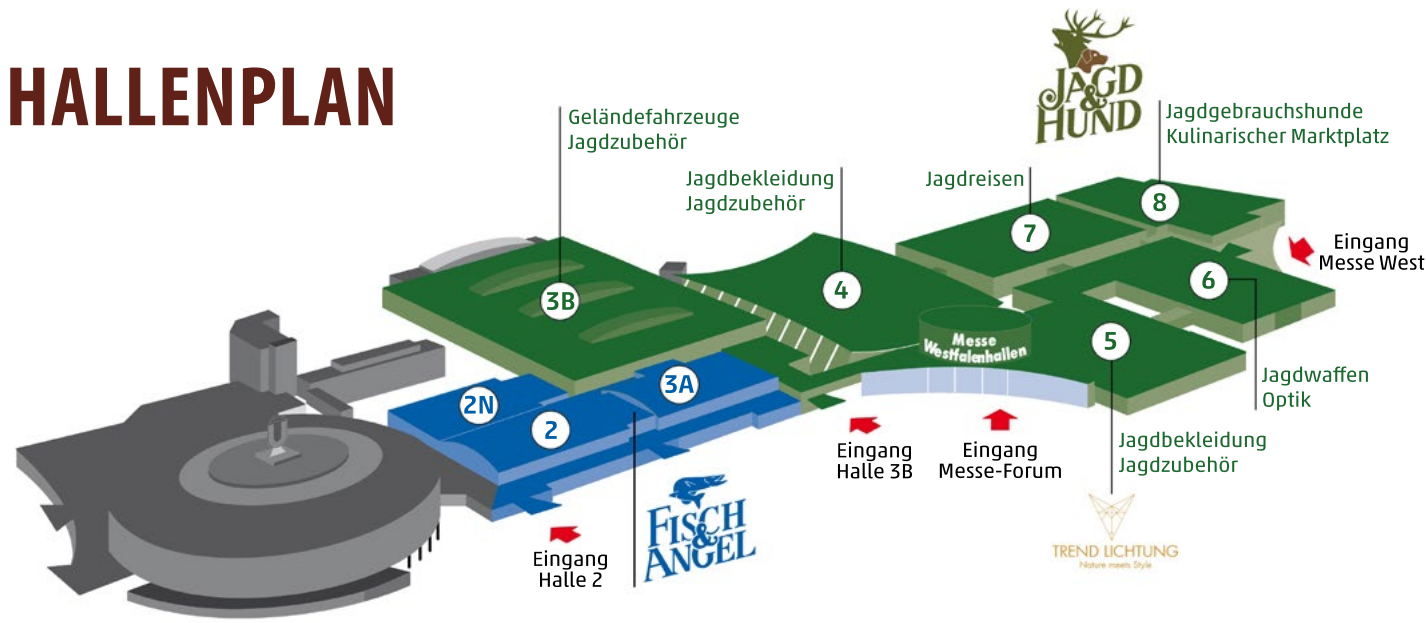 HALLENPLAN
JAGD
&
HUND
Geländefahrzeuge
Jagdzubehör
Jagdbekleidung
Jagdzubehör
Jagdreisen
Jagdgebrauchshunde
Kulinarischer Marktplatz
8
7
Eingang
Messe West
6
3B
4
Messe
Westfalenhallen
5
3A
2N
2
U
Jagdwaffen
Optik
Eingang
Halle 3B
Eingang
Messe-Forum
Jagdbekleidung
Jagdzubehör
FISCH
&
ANGEL
Eingang
Halle 2
TREND LICHTUNG
Nature meets Style